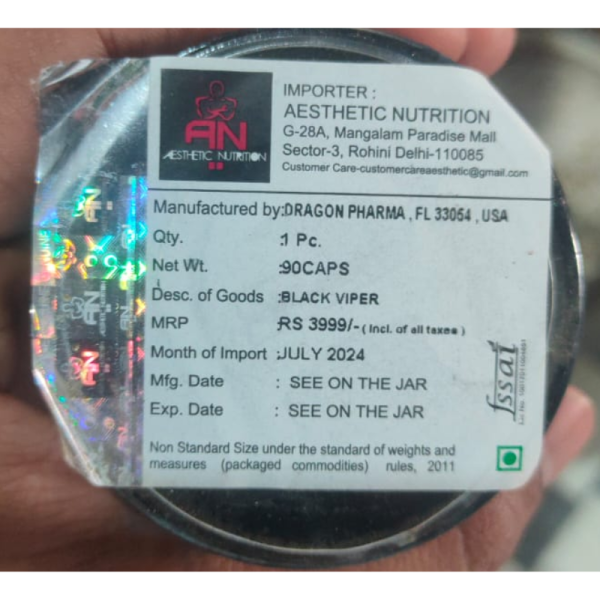 AN
AESTHETIC NUTRITION
IMPORTER :
AESTHETIC NUTRITION
G-28A, Mangalam Paradise Mall
Sector-3, Rohini Delhi-110085
Customer Care-customercareaesthetic@gmail.com
Manufactured by:DRAGON PHARMA , FL 33064 , USA
Qty. :1 Pc.
Net Wt. :90CAPS
Desc. of Goods :BLACK VIPER
MRP :RS 3999/- ( Incl. of all taxes )
Month of Import :JULY 2024
Mfg. Date : SEE ON THE JAR
Exp. Date : SEE ON THE JAR
fssai
Non Standard Size under the standard of weights and
measures (packaged commodities) rules, 2011
AN
AN
AN